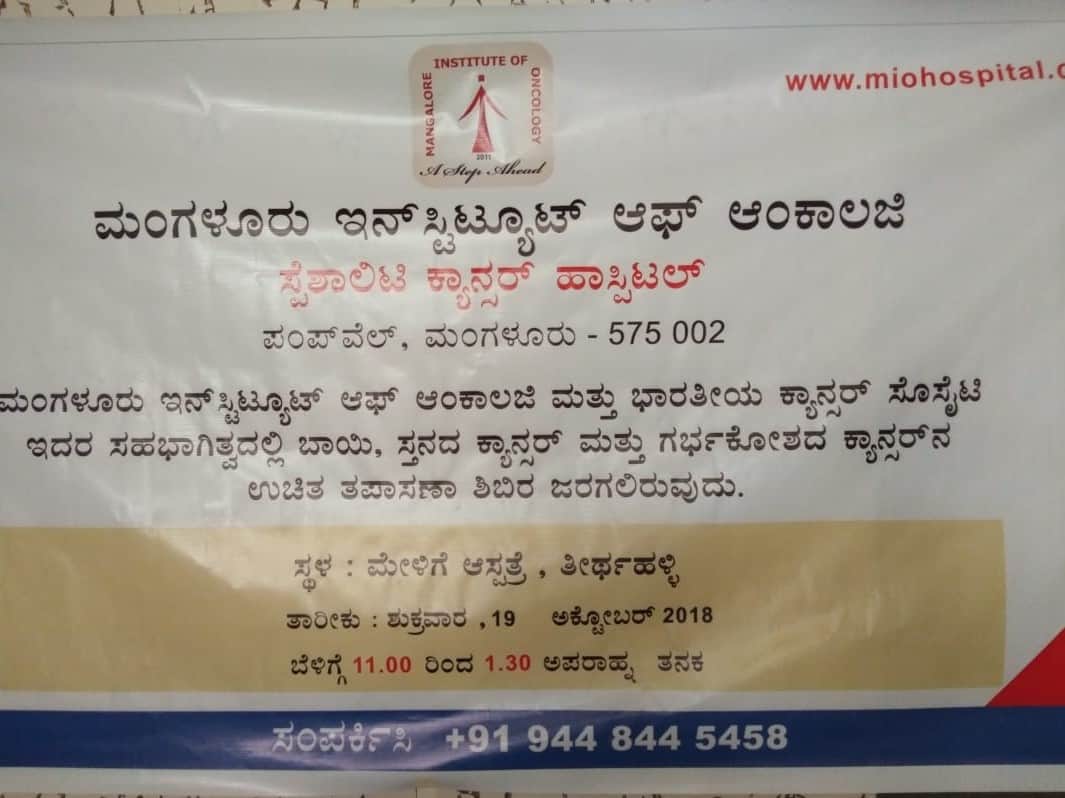 INSTITUTE OF
MANGALORE
ONCOLOGY
2011
A Step Ahead
www.miohospital.c
ಮಂಗಳೂರು ಇನ್‌ಸ್ಟಿಟ್ಯೂಟ್ ಆಫ್ ಆಂಕಾಲಜಿ
ಸ್ಪೆಶಾಲಿಟಿ ಕ್ಯಾನ್ಸರ್ ಹಾಸ್ಪಿಟಲ್
ಪಂಪ್‌ವೆಲ್, ಮಂಗಳೂರು - 575 002
ಮಂಗಳೂರು ಇನ್‌ಸ್ಟಿಟ್ಯೂಟ್ ಆಫ್ ಆಂಕಾಲಜಿ ಮತ್ತು ಭಾರತೀಯ ಕ್ಯಾನ್ಸರ್ ಸೊಸೈಟಿ
ಇದರ ಸಹಭಾಗಿತ್ವದಲ್ಲಿ ಬಾಯಿ, ಸ್ತನದ ಕ್ಯಾನ್ಸರ್ ಮತ್ತು ಗರ್ಭಕೋಶದ ಕ್ಯಾನ್ಸರ್‌ನ
ಉಚಿತ ತಪಾಸಣಾ ಶಿಬಿರ ಜರಗಲಿರುವುದು.
ಸ್ಥಳ : ಮೇಳಿಗೆ ಆಸ್ಪತ್ರೆ , ತೀರ್ಥಹಳ್ಳಿ
ತಾರೀಕು : ಶುಕ್ರವಾರ , 19 ಅಕ್ಟೋಬರ್ 2018
ಬೆಳಿಗ್ಗೆ 11.00 ರಿಂದ 1.30 ಅಪರಾಹ್ನ ತನಕ
ಸಂಪರ್ಕಿಸಿ +91 944 844 5458